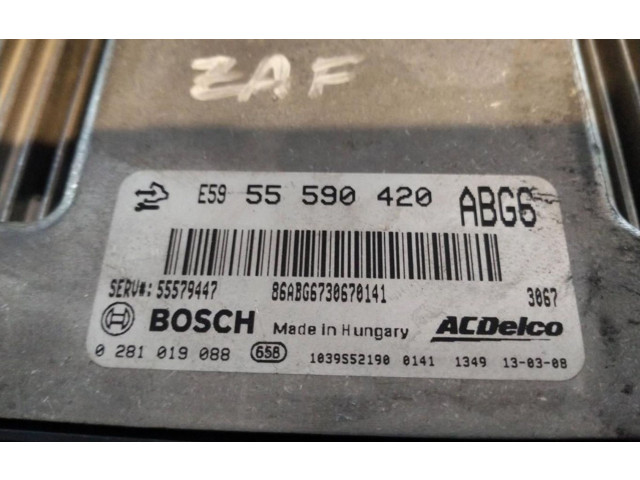 ZAF
E59 55 590 420 ABG6
SERV#: 55579447 86ABG6730670141 3067
BOSCH Made in Hungary ACDelco
0 281 019 088 658 1039S52190 0141 1349 13-03-08